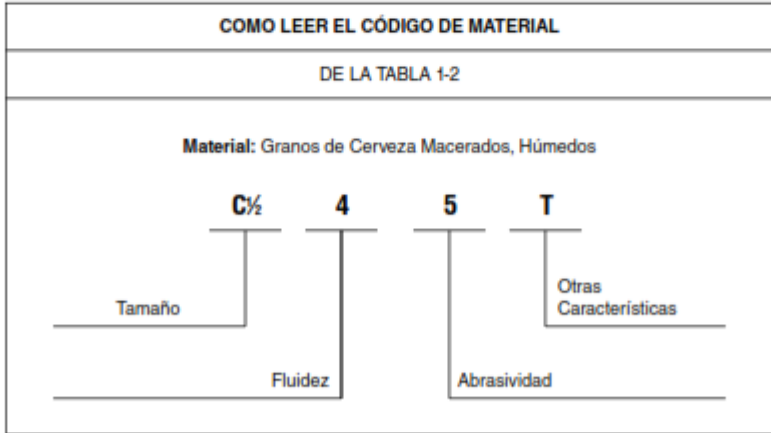 COMO LEER EL CÓDIGO DE MATERIAL
DE LA TABLA 1-2
Material: Granos de Cerveza Macerados, Húmedos
C½ 4 5 T
Tamaño
Otras
Características
Fluidez
Abrasividad